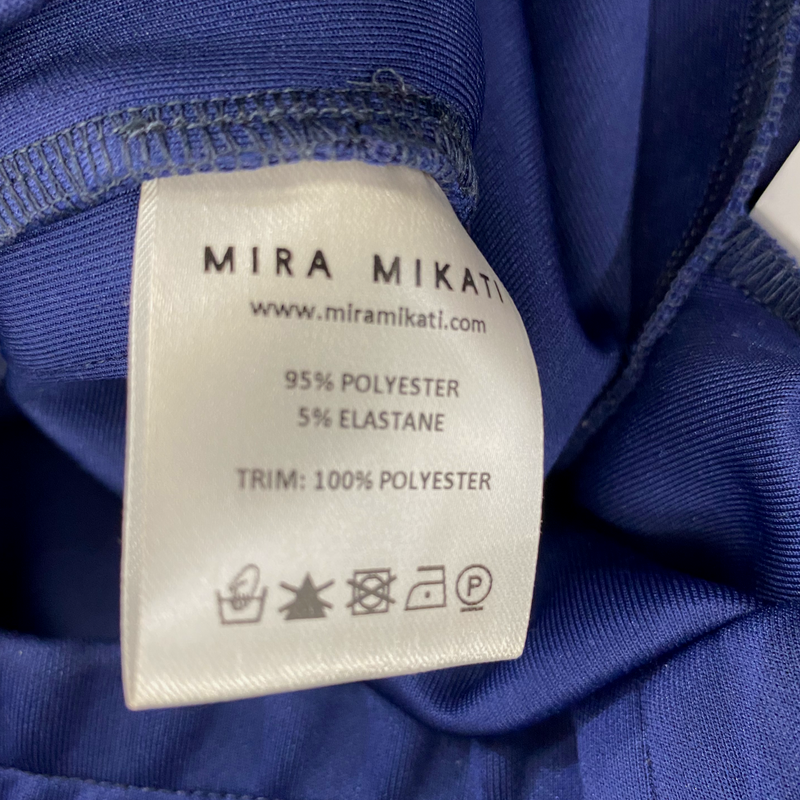 MIRA MIKATI
www.miramikati.com
95% POLYESTER
5% ELASTANE
TRIM: 100% POLYESTER
P